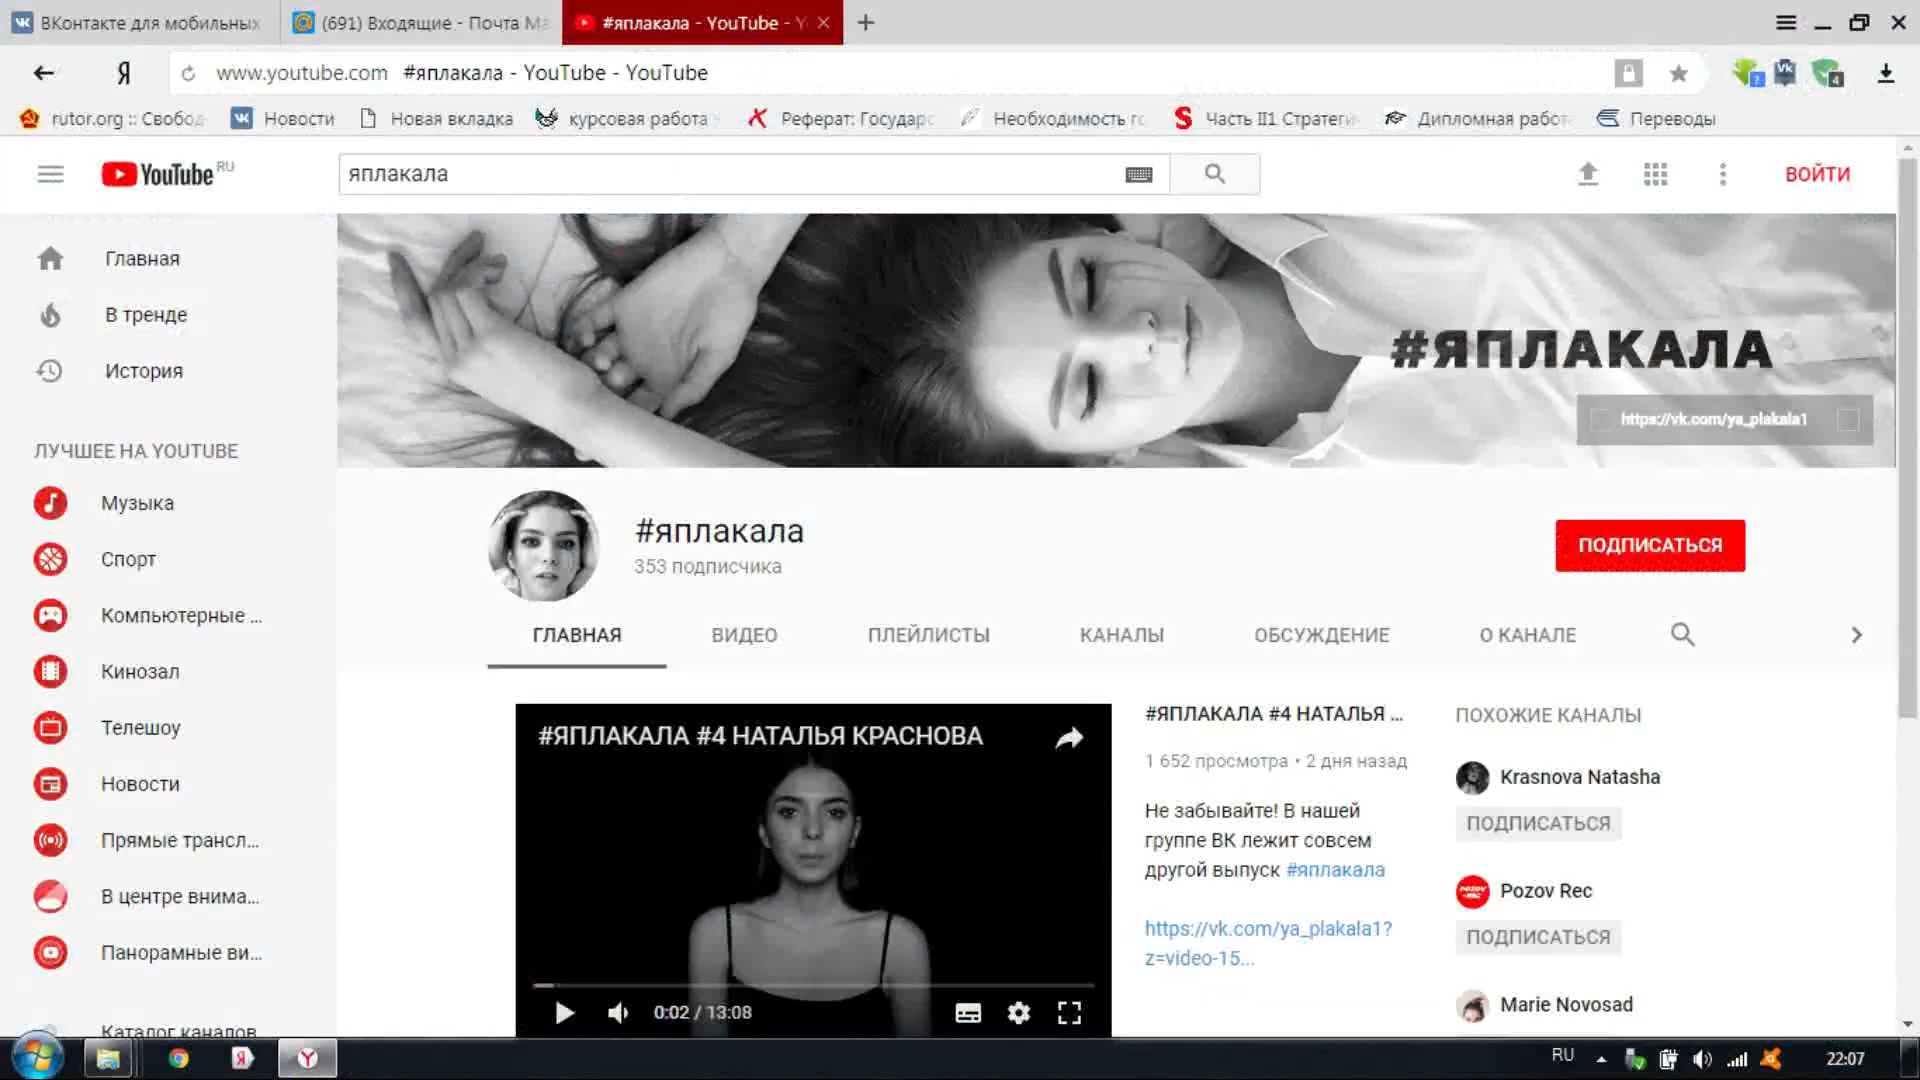 ВКонтакте для мобильных
(691) Входящие - Почта Ma
#яплакала - YouTube - Y
www.youtube.com #яплакала - YouTube - YouTube
2
4
rutor.org :: Свобод
Новости
Новая вкладка
курсовая работа
Реферат: Государс
Необходимость го
Часть II1 Стратеги
Дипломная работ
Переводы
YouTube RU
яплакала
ВОЙТИ
Главная
В тренде
История
ЛУЧШЕЕ НА YOUTUBE
Музыка
Спорт
Компьютерные ...
Кинозал
Телешоу
Новости
Прямые трансл...
В центре внима...
Панорамные ви...
Каталог каналов
#ЯПЛАКАЛА
https://vk.com/ya_plakala1
#яплакала
353 подписчика
ПОДПИСАТЬСЯ
ГЛАВНАЯ
ВИДЕО
ПЛЕЙЛИСТЫ
КАНАЛЫ
ОБСУЖДЕНИЕ
О КАНАЛЕ
#ЯПЛАКАЛА #4 НАТАЛЬЯ КРАСНОВА
0:02 / 13:08
#ЯПЛАКАЛА #4 НАТАЛЬЯ ...
1 652 просмотра • 2 дня назад
Не забывайте! В нашей
группе ВК лежит совсем
другой выпуск #яплакала
https://vk.com/ya_plakala1?
z=video-15...
ПОХОЖИЕ КАНАЛЫ
Krasnova Natasha
ПОДПИСАТЬСЯ
Pozov Rec
ПОДПИСАТЬСЯ
Marie Novosad
RU
22:07